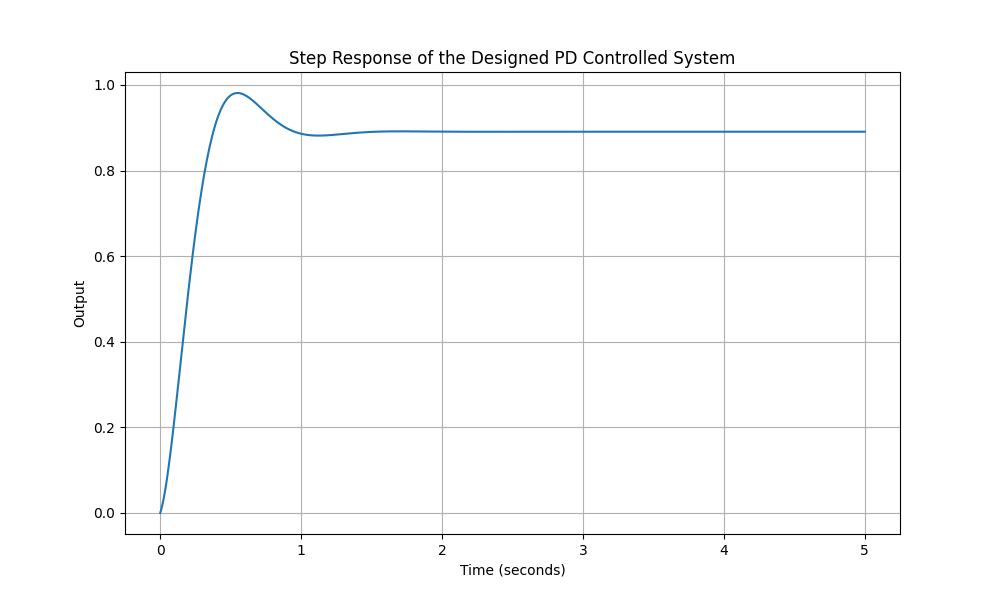 Step Response of the Designed PD Controlled System
1.0
0.8
0.6
0.4
0.2
0.0
Output
0 1 2 3 4 5
Time (seconds)